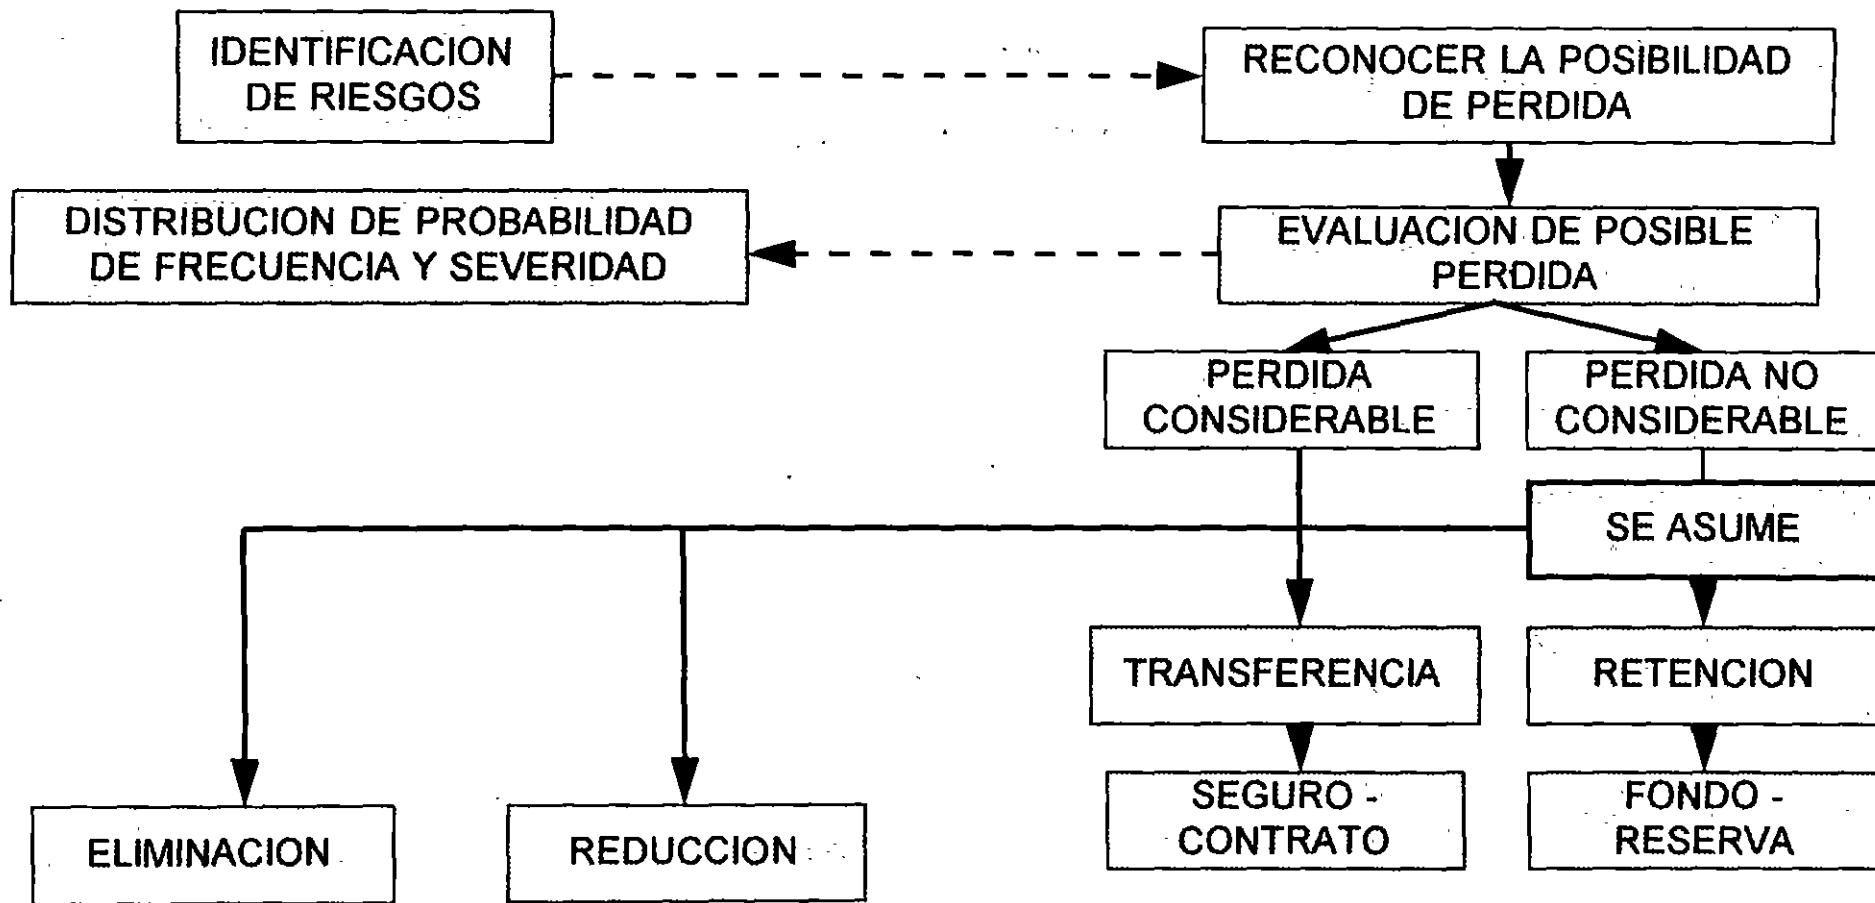 IDENTIFICACION
DE RIESGOS
RECONOCER LA POSIBILIDAD
DE PERDIDA
DISTRIBUCION DE PROBABILIDAD
DE FRECUENCIA Y SEVERIDAD
EVALUACION DE POSIBLE
PERDIDA
PERDIDA
CONSIDERABLE
PERDIDA NO
CONSIDERABLE
SE ASUME
TRANSFERENCIA
RETENCION
SEGURO -
CONTRATO
FONDO -
RESERVA
ELIMINACION
REDUCCION